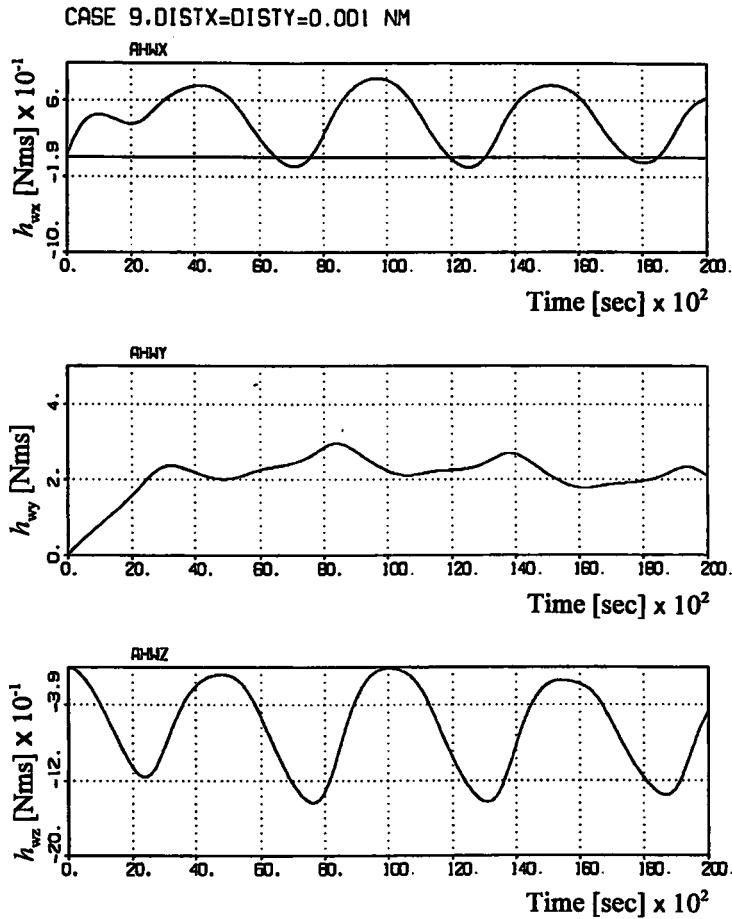 CASE 9.DISTX=DISTY=0.001 NM
AHWX
h_wx [Nms] x 10^-1
6.
-1.9
-10.
0. 20. 40. 60. 80. 100. 120. 140. 160. 180. 200.
Time [sec] x 10^2
AHWY
h_wy [Nms]
4.
2.
0.
0. 20. 40. 60. 80. 100. 120. 140. 160. 180. 200.
Time [sec] x 10^2
AHWZ
h_wz [Nms] x 10^-1
-3.9
-12.
-20.
0. 20. 40. 60. 80. 100. 120. 140. 160. 180. 200.
Time [sec] x 10^2